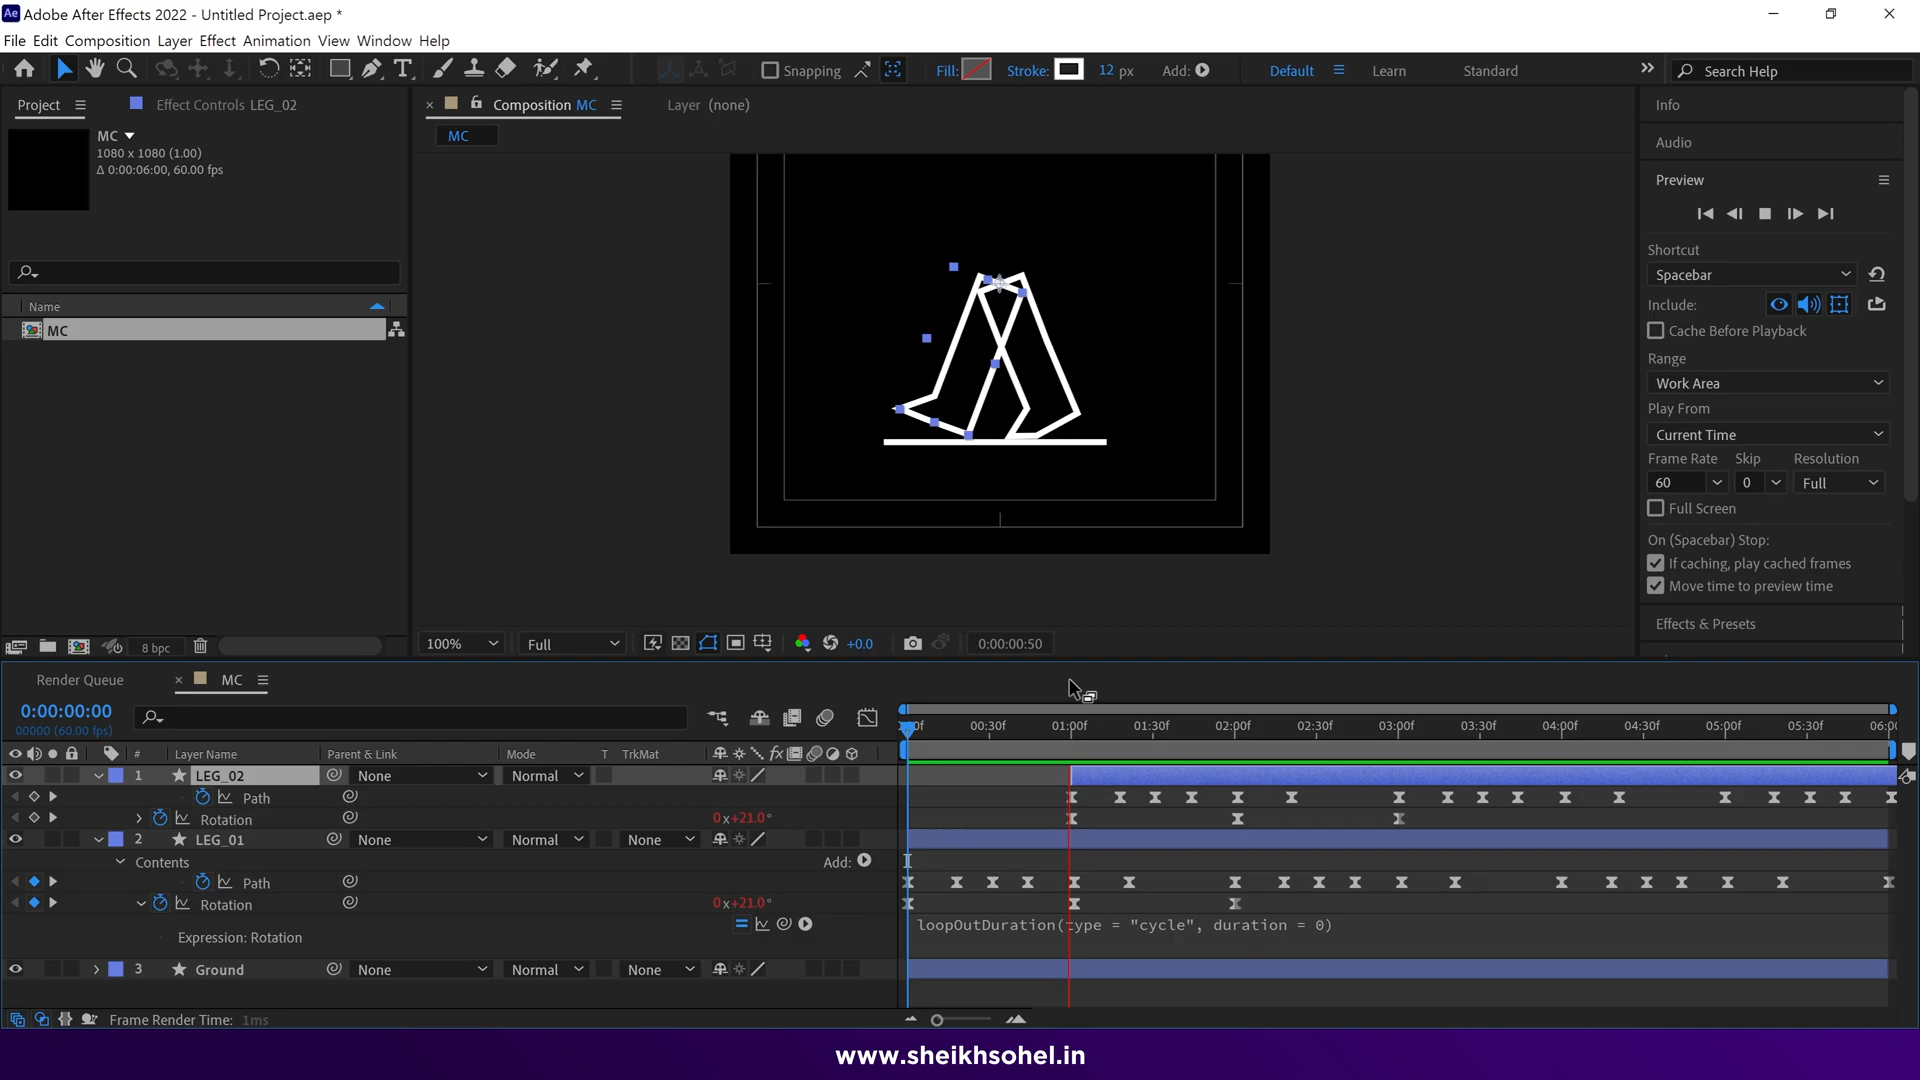 Ae Adobe After Effects 2022 - Untitled Project.aep *
File Edit Composition Layer Effect Animation View Window Help
Snapping Fill: Stroke: 12 px Add: Default Learn Standard Search Help
Project Effect Controls LEG_02 Composition MC Layer (none) Info
MC
1080 x 1080 (1.00)
Δ 0:00:06:00, 60.00 fps
MC
Audio
Preview
Shortcut
Spacebar
Include:
Cache Before Playback
Range
Work Area
Play From
Current Time
Frame Rate Skip Resolution
60 0 Full
Full Screen
On (Spacebar) Stop:
If caching, play cached frames
Move time to preview time
Effects & Presets
Name
MC
8 bpc
100% Full +0.0 0:00:00:50
Render Queue MC
0:00:00:00
00000 (60.00 fps)
00:30f 01:00f 01:30f 02:00f 02:30f 03:00f 03:30f 04:00f 04:30f 05:00f 05:30f
# Layer Name Parent & Link Mode T TrkMat
1 LEG_02 None Normal
Path
Rotation 0x+21.0°
2 LEG_01 None Normal None
Contents Add:
Path
Rotation 0x+21.0°
Expression: Rotation loopOutDuration(type = "cycle", duration = 0)
3 Ground None Normal None
Frame Render Time: 1ms
www.sheikhsohel.in